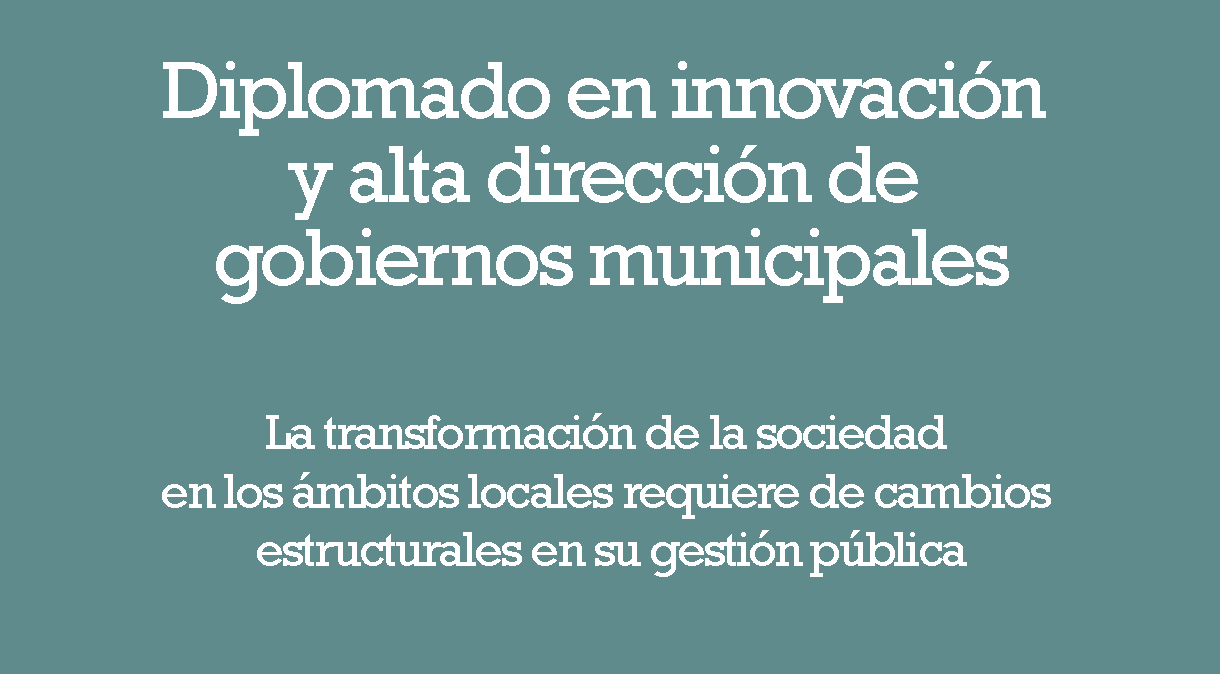 Diplomado en innovación
y alta dirección de
gobiernos municipales
La transformación de la sociedad
en los ámbitos locales requiere de cambios
estructurales en su gestión pública